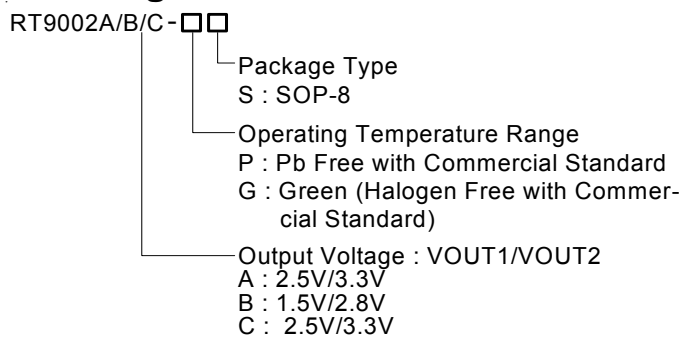 RT9002A/B/C-□□
Package Type
S : SOP-8
Operating Temperature Range
P : Pb Free with Commercial Standard
G : Green (Halogen Free with Commer-
cial Standard)
Output Voltage : VOUT1/VOUT2
A : 2.5V/3.3V
B : 1.5V/2.8V
C : 2.5V/3.3V